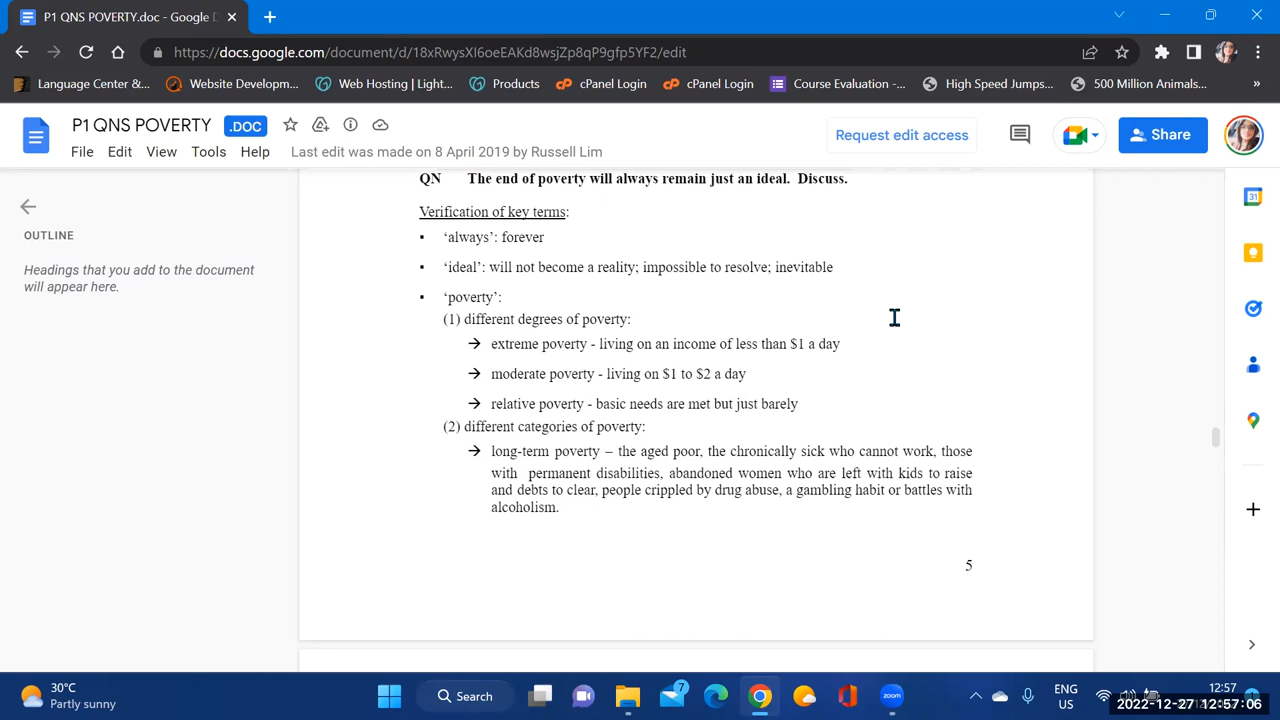 P1 QNS POVERTY.doc - Google D
https://docs.google.com/document/d/18xRwysXI6oeEAKd8wsjZp8qP9gfp5YF2/edit
Language Center &... Website Developm... Web Hosting | Light... Products cPanel Login cPanel Login Course Evaluation -... High Speed Jumps... 500 Million Animals...
P1 QNS POVERTY .DOC
File Edit View Tools Help Last edit was made on 8 April 2019 by Russell Lim
Request edit access
Share
31
OUTLINE
Headings that you add to the document
will appear here.
QN The end of poverty will always remain just an ideal. Discuss.
Verification of key terms:
▪ ‘always’: forever
▪ ‘ideal’: will not become a reality; impossible to resolve; inevitable
▪ ‘poverty’:
(1) different degrees of poverty:
→ extreme poverty - living on an income of less than $1 a day
→ moderate poverty - living on $1 to $2 a day
→ relative poverty - basic needs are met but just barely
(2) different categories of poverty:
→ long-term poverty – the aged poor, the chronically sick who cannot work, those
with permanent disabilities, abandoned women who are left with kids to raise
and debts to clear, people crippled by drug abuse, a gambling habit or battles with
alcoholism.
5
30°C
Partly sunny
Search
7
zoom
ENG
US
12:57
2022-12-27 12:57:06